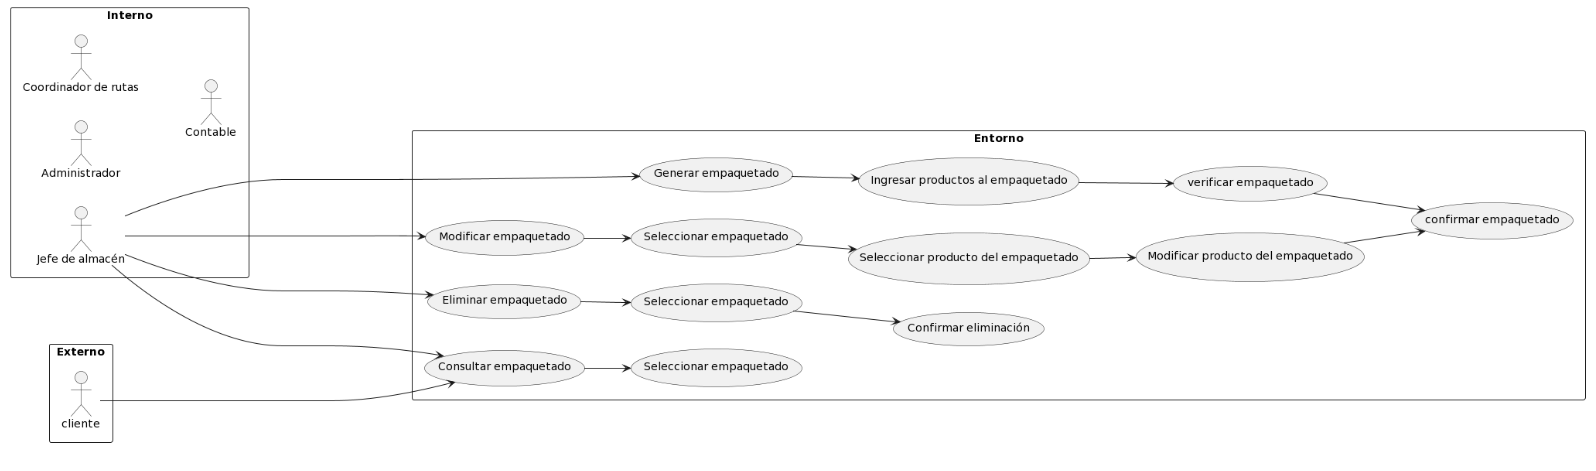 Interno
Coordinador de rutas
Contable
Administrador
Jefe de almacén
Externo
cliente
Entorno
Generar empaquetado
Ingresar productos al empaquetado
verificar empaquetado
confirmar empaquetado
Modificar empaquetado
Seleccionar empaquetado
Seleccionar producto del empaquetado
Modificar producto del empaquetado
Eliminar empaquetado
Seleccionar empaquetado
Confirmar eliminación
Consultar empaquetado
Seleccionar empaquetado